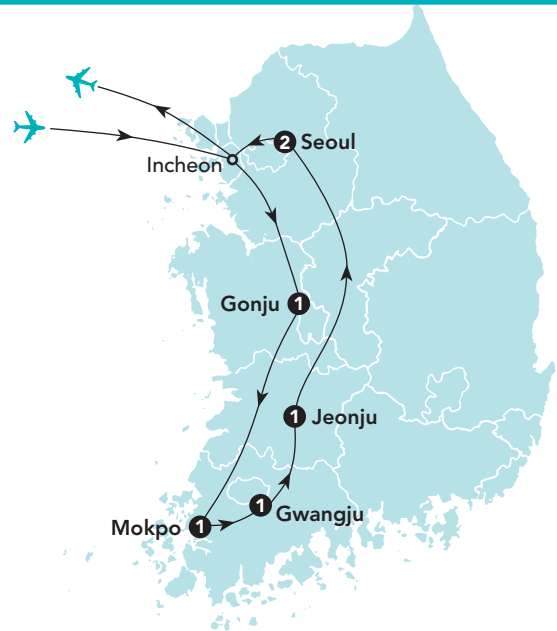 2 Seoul
Incheon
Gonju 1
1 Jeonju
1 Gwangju
Mokpo 1